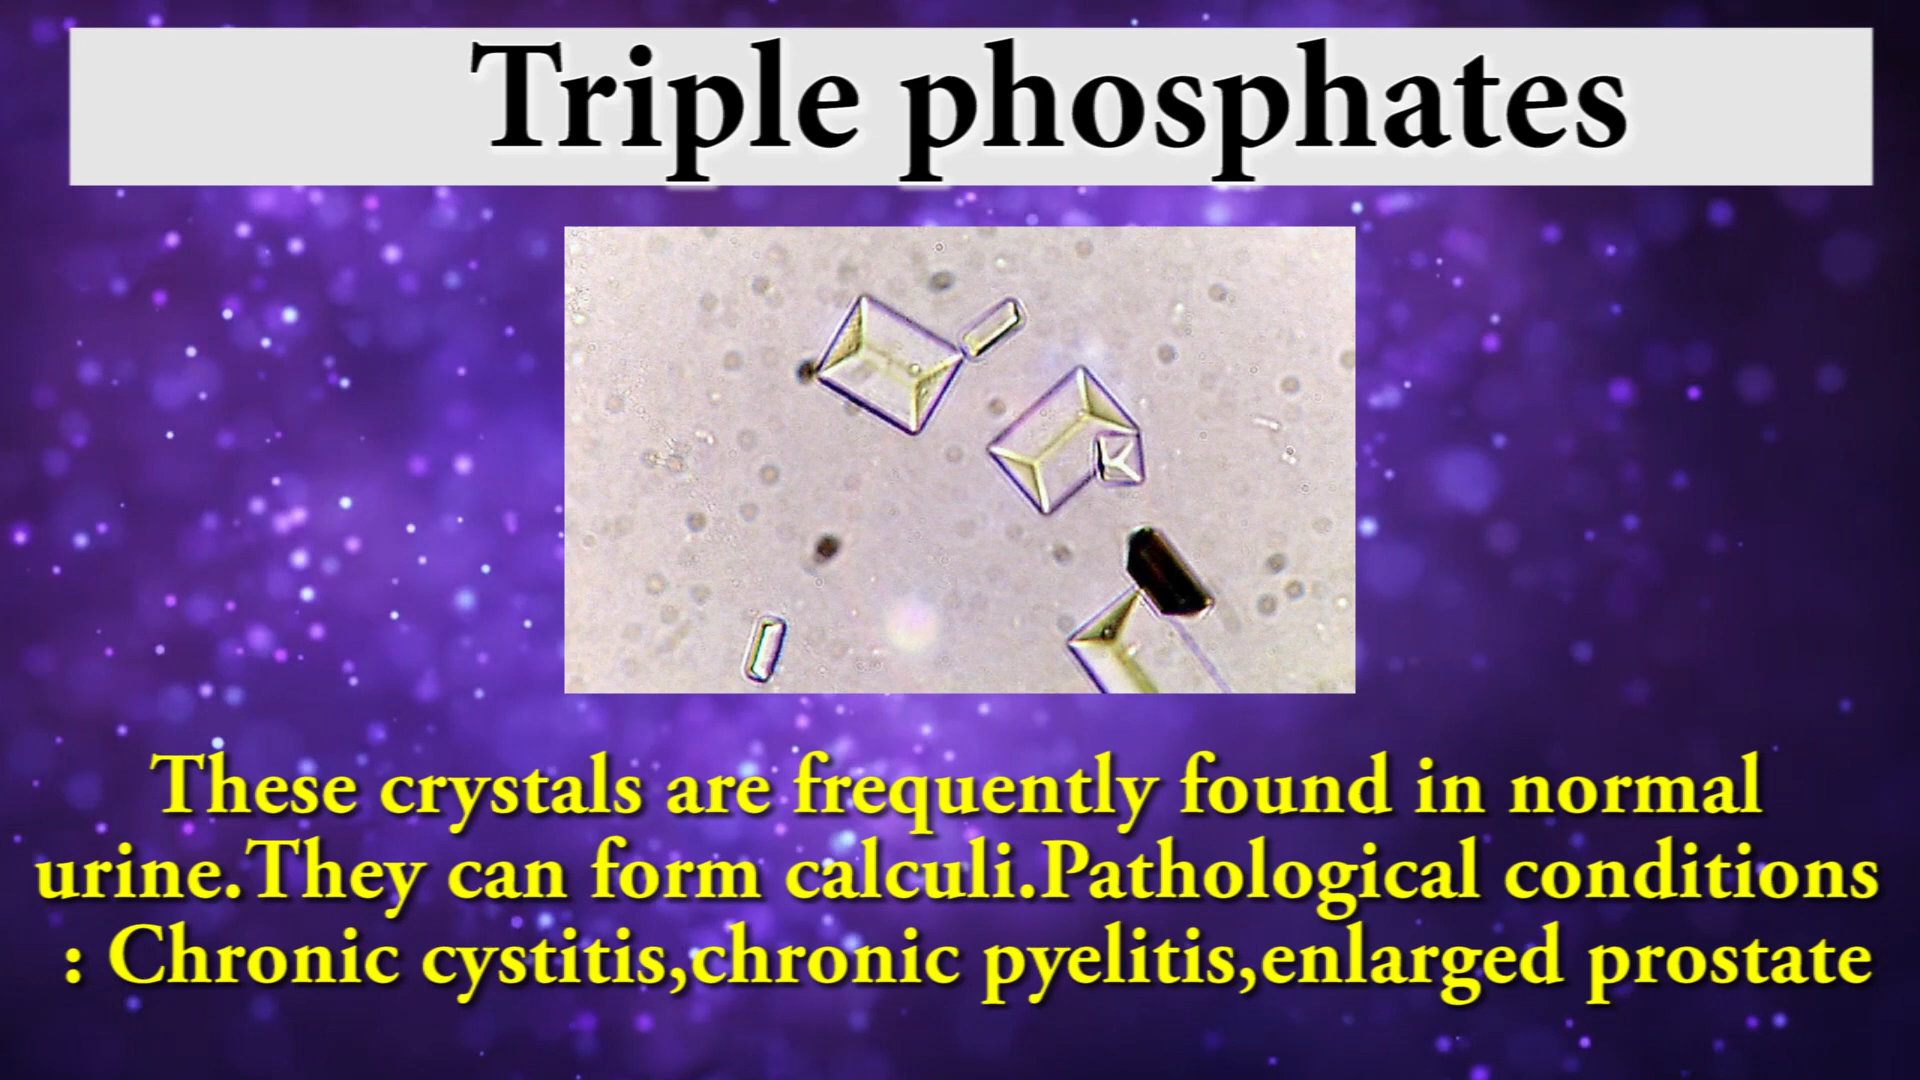 Triple phosphates
These crystals are frequently found in normal
urine.They can form calculi.Pathological conditions
: Chronic cystitis,chronic pyelitis,enlarged prostate